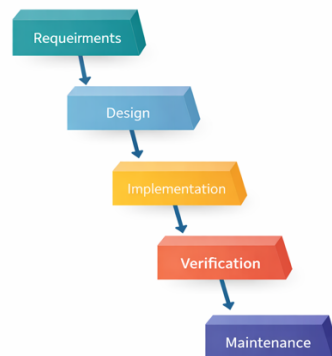 Requeirments
Design
Implementation
Verification
Maintenance